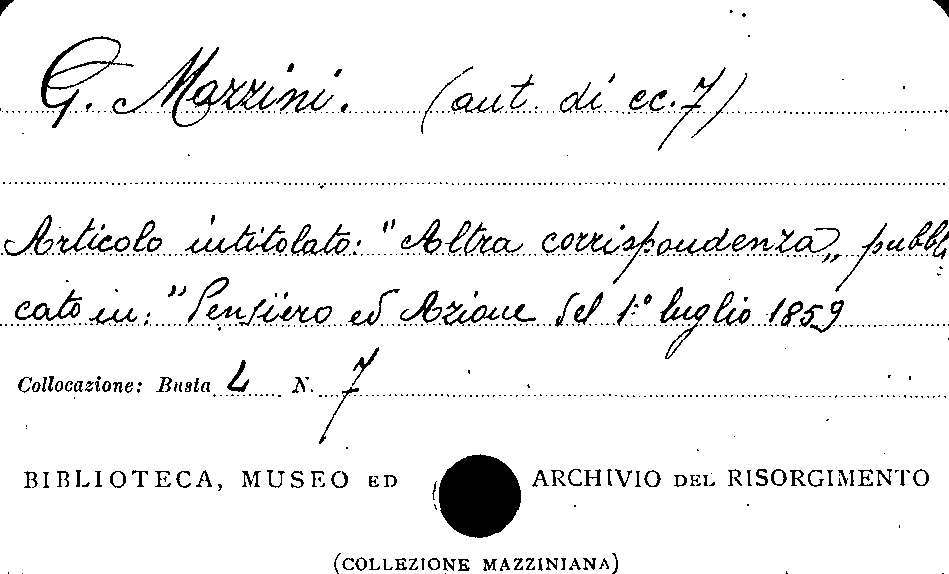 G. Mazzini. (aut. di cc. 7)
Articolo intitolato: "Altra corrispondenza„ pubbli
cato in: "Pensiero ed Azione del 1° luglio 1859
Collocazione: Busta L N. 7
BIBLIOTECA, MUSEO ED ARCHIVIO DEL RISORGIMENTO
(COLLEZIONE MAZZINIANA)